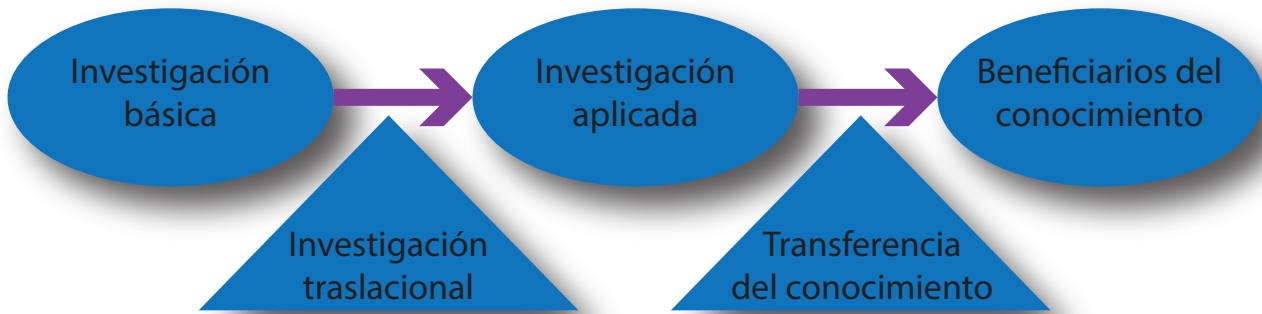 Investigación
básica
Investigación
aplicada
Beneficiarios del
conocimiento
Investigación
traslacional
Transferencia
del conocimiento